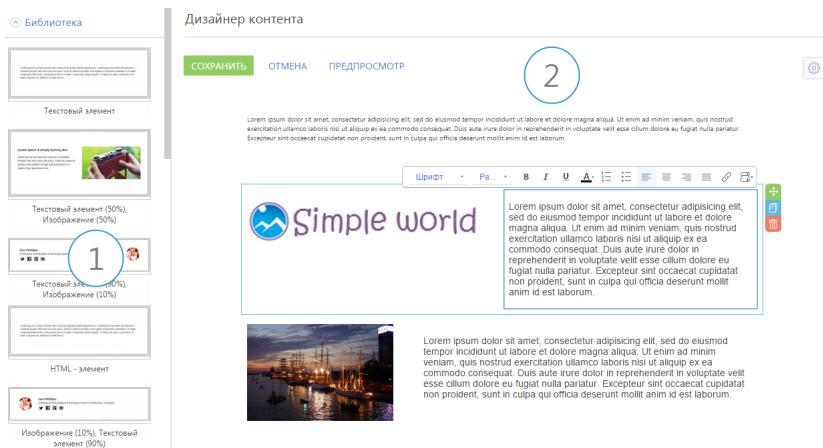 Библиотека
Дизайнер контента
СОХРАНИТЬ ОТМЕНА ПРЕДПРОСМОТР
2
Текстовый элемент
Текстовый элемент (50%),
Изображение (50%)
1
Текстовый эле 90%),
Изображение (10%)
HTML - элемент
Изображение (10%), Текстовый
элемент (90%)
Lorem ipsum dolor sit amet, consectetur adipisicing elit, sed do eiusmod tempor incididunt ut labore et dolore magna aliqua. Ut enim ad minim veniam, quis nostrud
exercitation ullamco laboris nisi ut aliquip ex ea commodo consequat. Duis aute irure dolor in reprehenderit in voluptate velit esse cillum dolore eu fugiat nulla pariatur.
Excepteur sint occaecat cupidatat non proident, sunt in culpa qui officia deserunt mollit anim id est laborum.
Шрифт Ра... B I U A
Simple world
Lorem ipsum dolor sit amet, consectetur adipisicing elit,
sed do eiusmod tempor incididunt ut labore et dolore
magna aliqua. Ut enim ad minim veniam, quis nostrud
exercitation ullamco laboris nisi ut aliquip ex ea
commodo consequat. Duis aute irure dolor in
reprehenderit in voluptate velit esse cillum dolore eu
fugiat nulla pariatur. Excepteur sint occaecat cupidatat
non proident, sunt in culpa qui officia deserunt mollit
anim id est laborum.
Lorem ipsum dolor sit amet, consectetur adipisicing elit, sed do eiusmod
tempor incididunt ut labore et dolore magna aliqua. Ut enim ad minim
veniam, quis nostrud exercitation ullamco laboris nisi ut aliquip ex ea
commodo consequat. Duis aute irure dolor in reprehenderit in voluptate velit
esse cillum dolore eu fugiat nulla pariatur. Excepteur sint occaecat cupidatat
non proident, sunt in culpa qui officia deserunt mollit anim id est laborum.